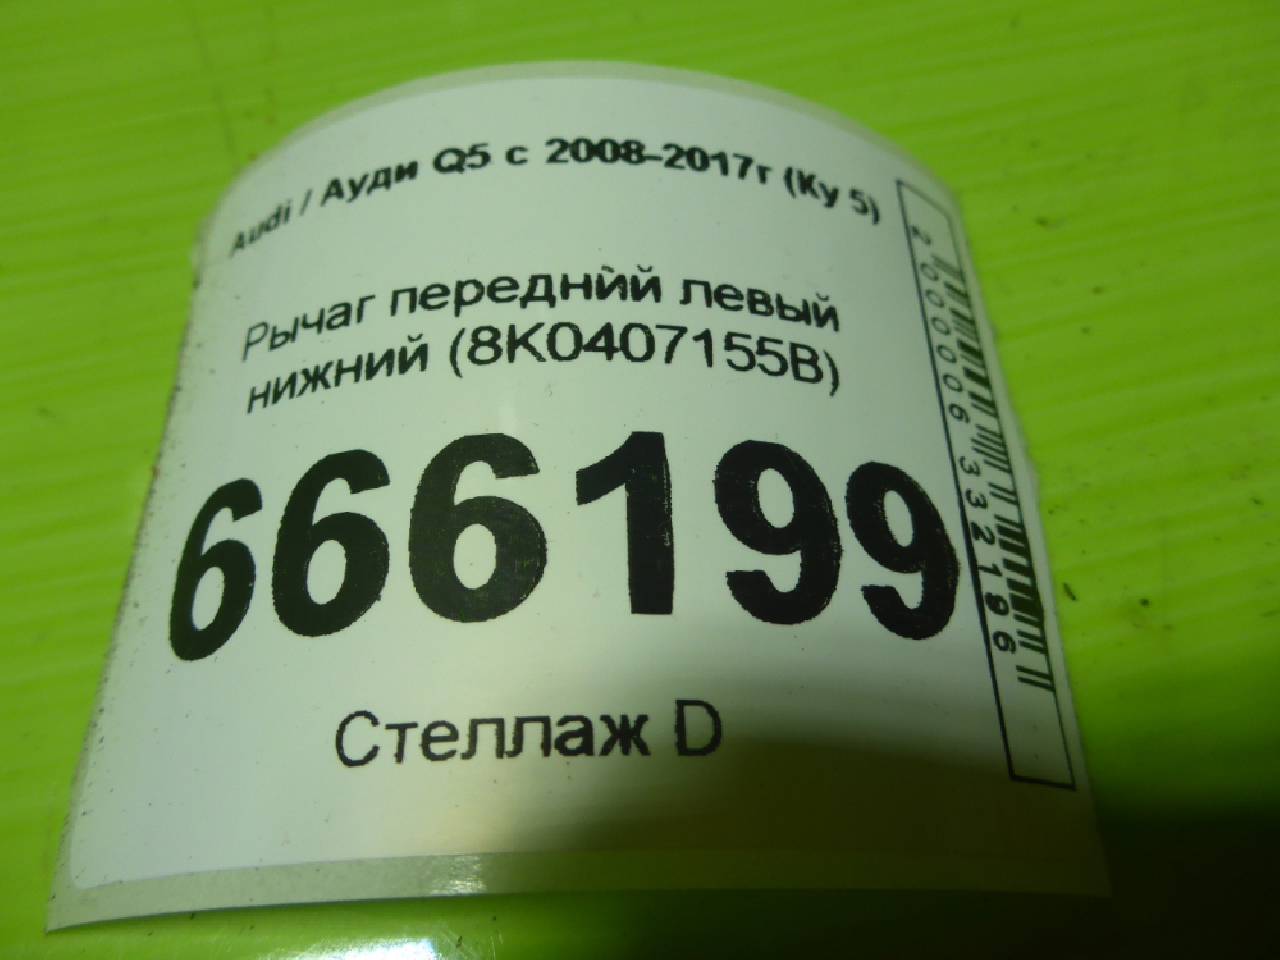 Audi / Ауди Q5 с 2008-2017г (Ку 5)
Рычаг передний левый
нижний (8K0407155B)
666199
Стеллаж D
2000006332196